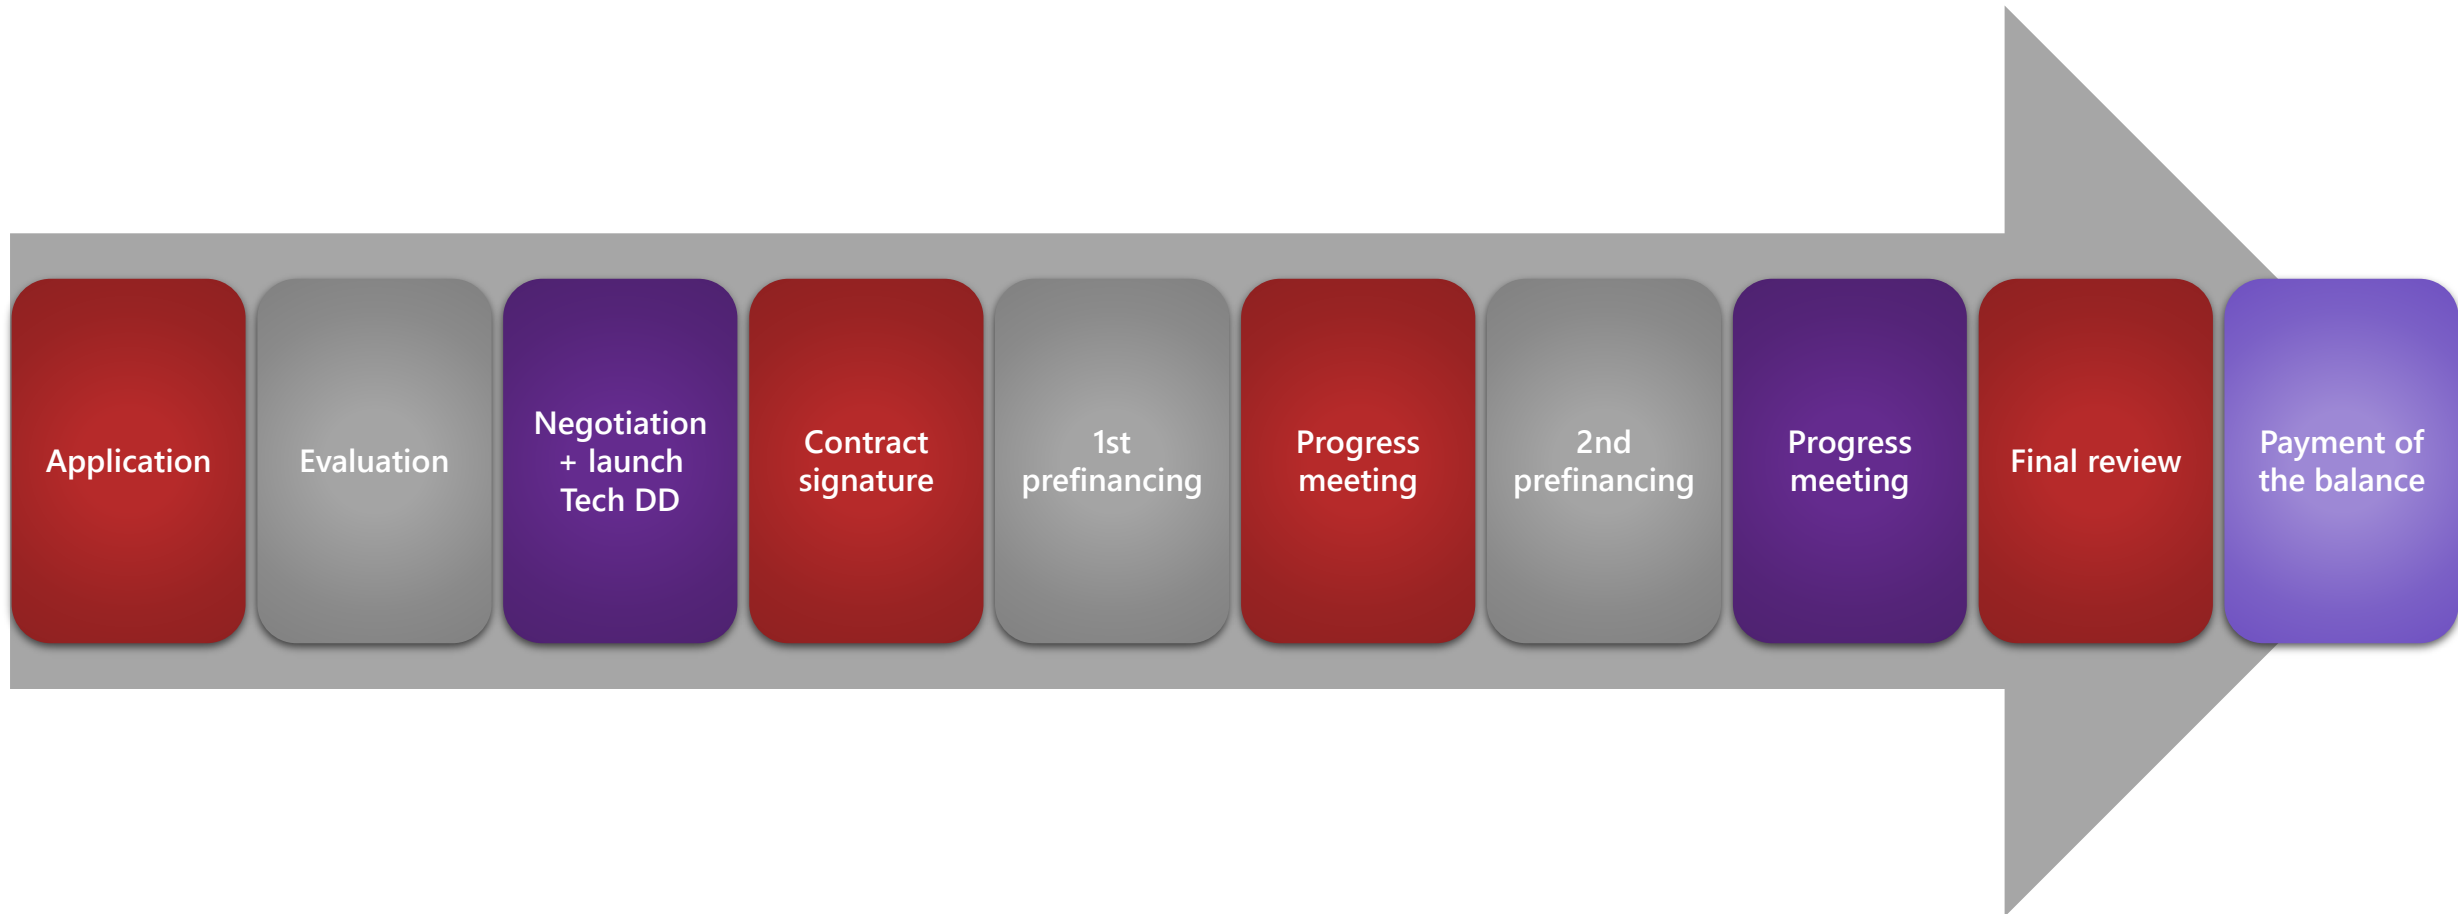 Application
Evaluation
Negotiation
+ launch
Tech DD
Contract
signature
1st
prefinancing
Progress
meeting
2nd
prefinancing
Progress
meeting
Final review
Payment of
the balance